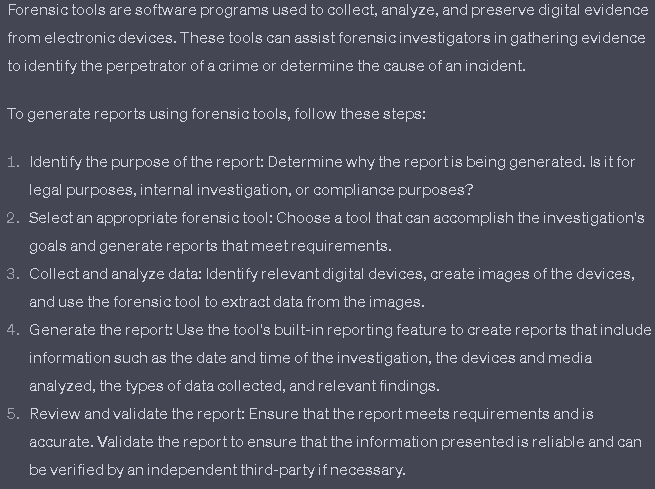 Forensic tools are software programs used to collect, analyze, and preserve digital evidence
from electronic devices. These tools can assist forensic investigators in gathering evidence
to identify the perpetrator of a crime or determine the cause of an incident.
To generate reports using forensic tools, follow these steps:
1. Identify the purpose of the report: Determine why the report is being generated. Is it for
legal purposes, internal investigation, or compliance purposes?
2. Select an appropriate forensic tool: Choose a tool that can accomplish the investigation's
goals and generate reports that meet requirements.
3. Collect and analyze data: Identify relevant digital devices, create images of the devices,
and use the forensic tool to extract data from the images.
4. Generate the report: Use the tool's built-in reporting feature to create reports that include
information such as the date and time of the investigation, the devices and media
analyzed, the types of data collected, and relevant findings.
5. Review and validate the report: Ensure that the report meets requirements and is
accurate. Validate the report to ensure that the information presented is reliable and can
be verified by an independent third-party if necessary.